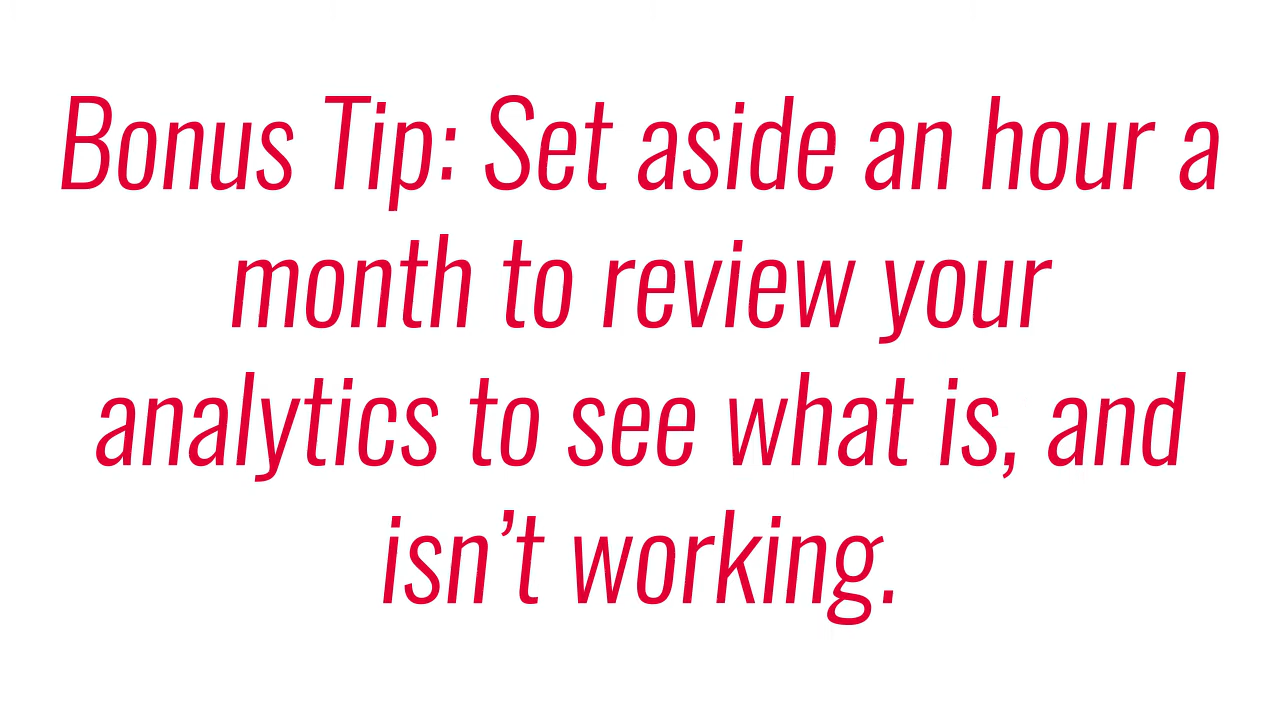 Bonus Tip: Set aside an hour a
month to review your
analytics to see what is, and
isn’t working.